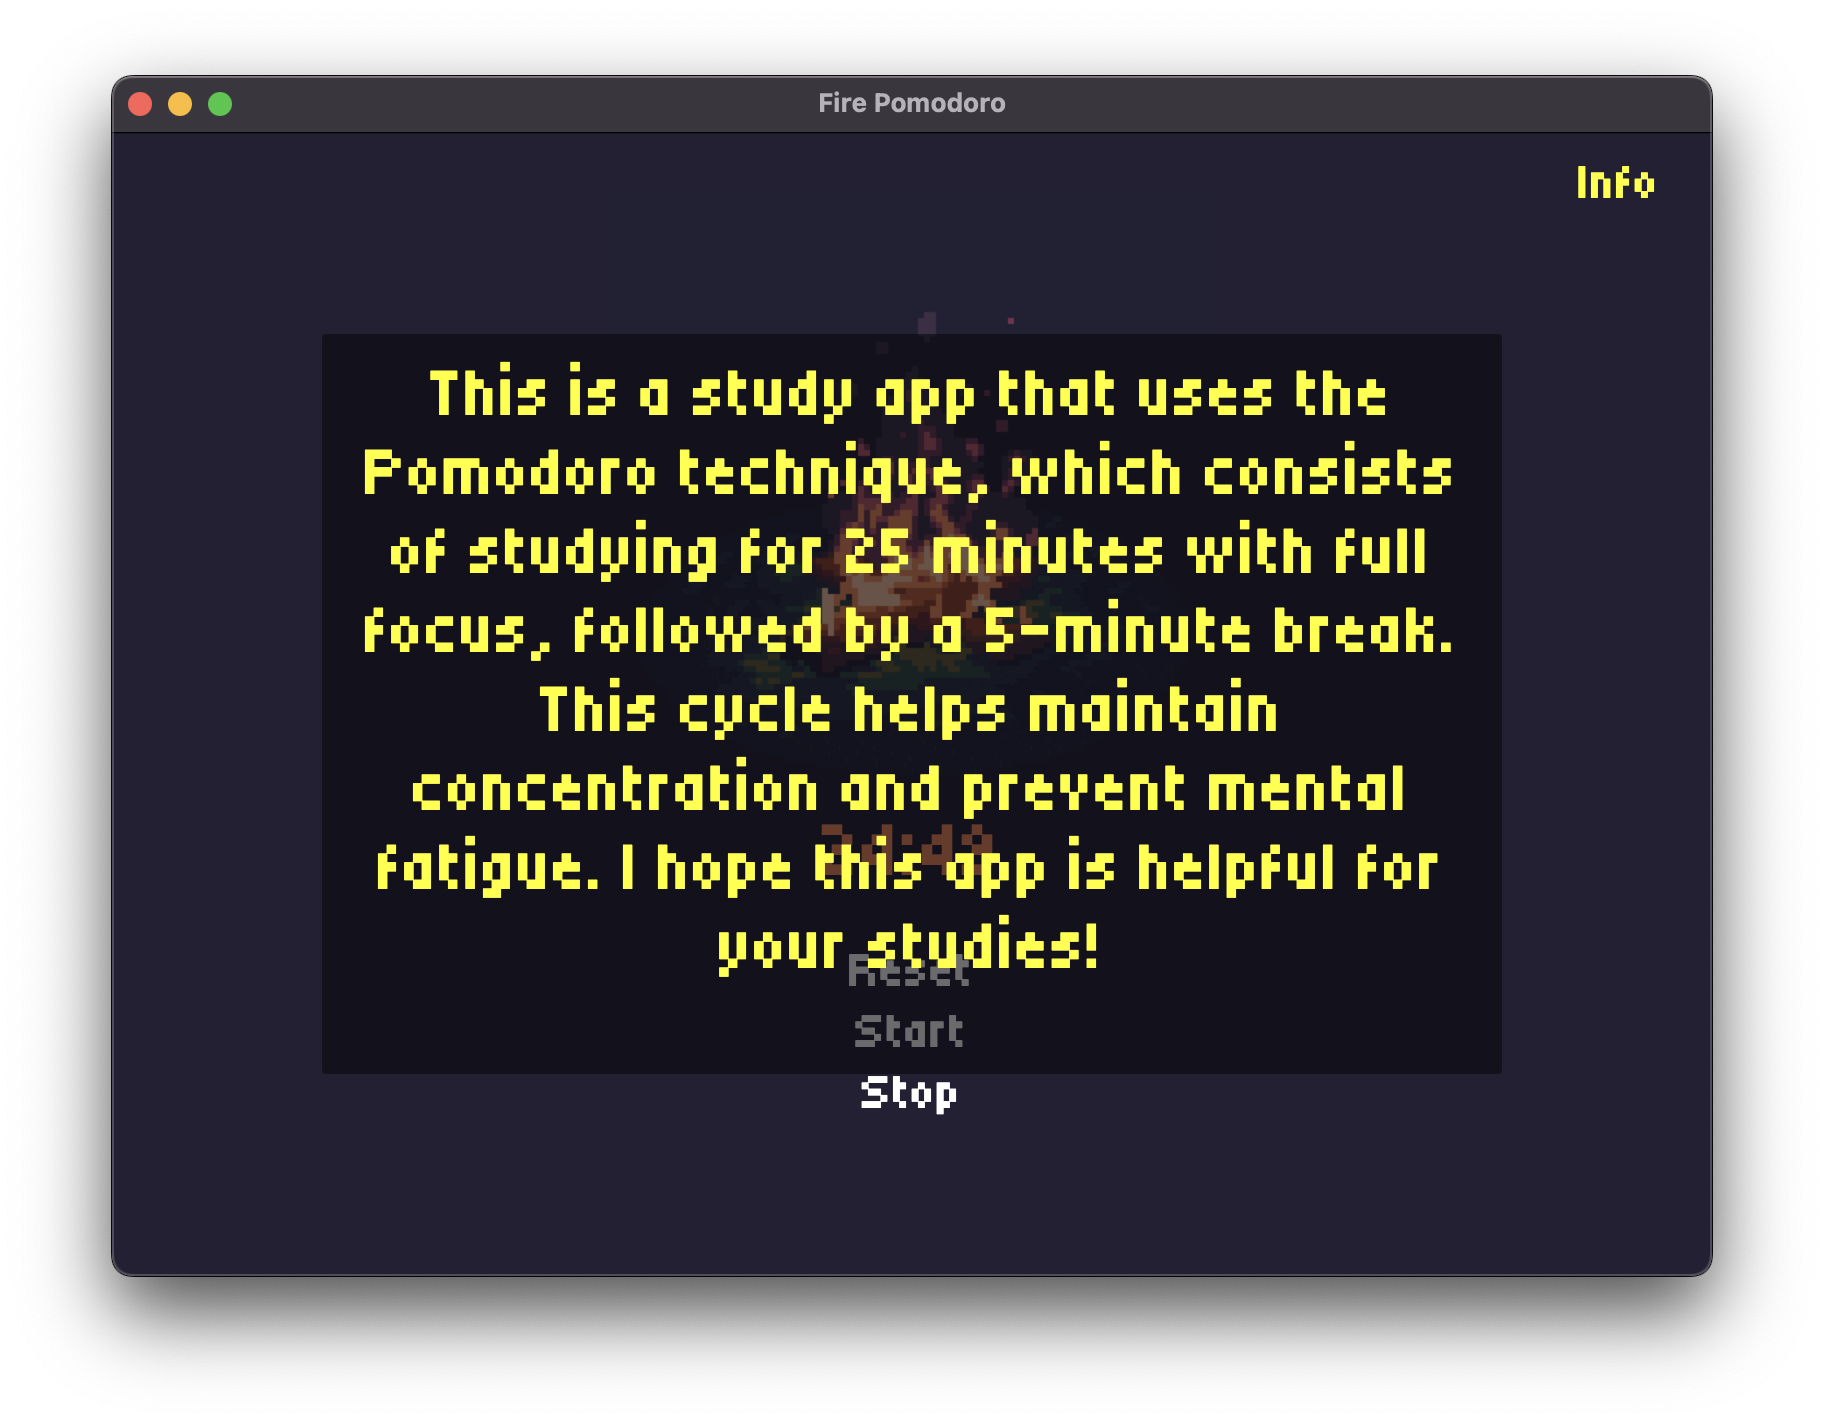 Fire Pomodoro
Info
This is a study app that uses the
Pomodoro technique, which consists
of studying for 25 minutes with full
focus, followed by a 5-minute break.
This cycle helps maintain
concentration and prevent mental
fatigue. I hope this app is helpful for
your studies!
Reset
Start
Stop